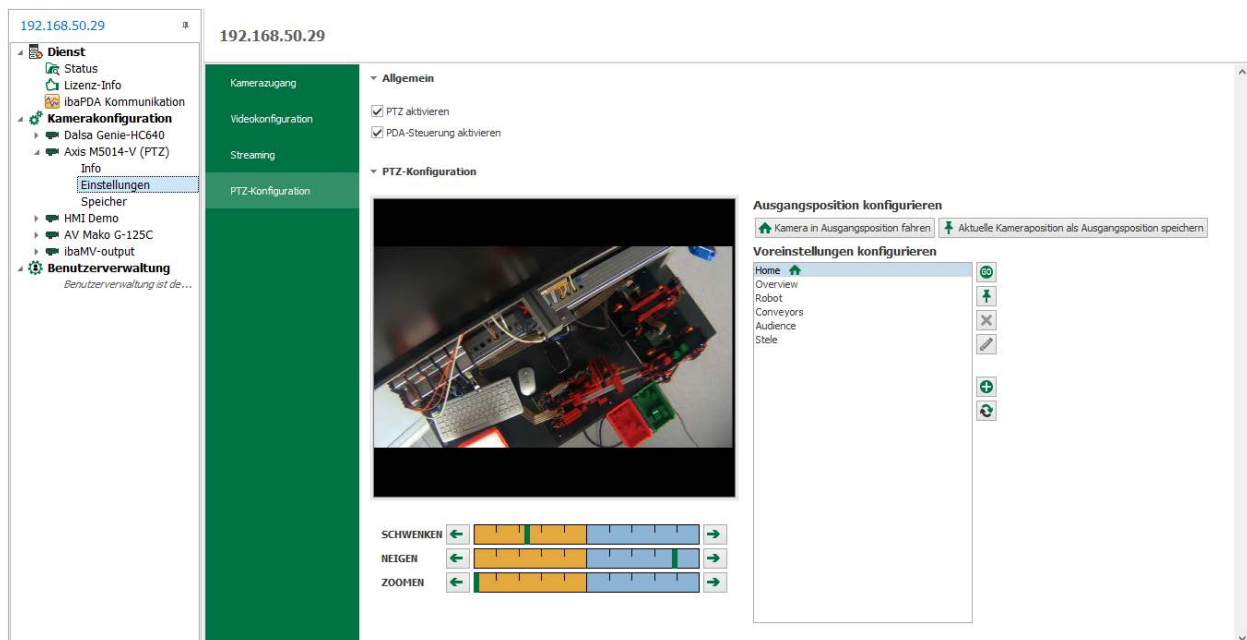 192.168.50.29
Dienst
Status
Lizenz-Info
ibaPDA Kommunikation
Kamerakonfiguration
Dalsa Genie-HC640
Axis M5014-V (PTZ)
Info
Einstellungen
Speicher
HMI Demo
AV Mako G-125C
ibaMV-output
Benutzerverwaltung
Benutzerverwaltung ist de...
192.168.50.29
Kamerazugang
Videokonfiguration
Streaming
PTZ-Konfiguration
Allgemein
PTZ aktivieren
PDA-Steuerung aktivieren
PTZ-Konfiguration
SCHWENKEN
NEIGEN
ZOOMEN
Ausgangsposition konfigurieren
Kamera in Ausgangsposition fahren Aktuelle Kameraposition als Ausgangsposition speichern
Voreinstellungen konfigurieren
Home
GO
Overview
Robot
Conveyors
Audience
Stele